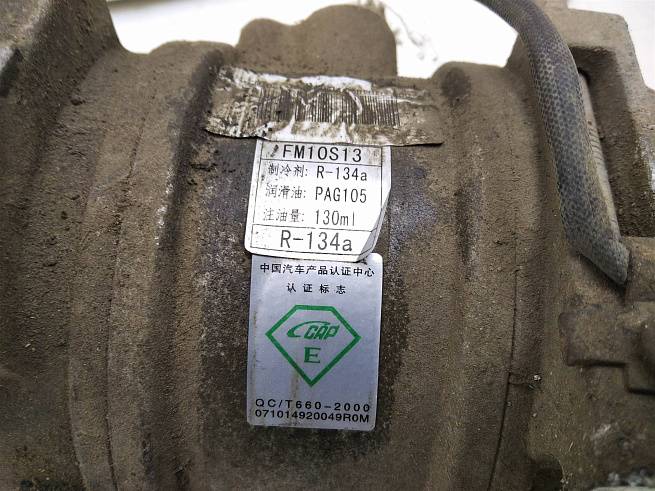 FM10S13
制冷剂: R-134a
润滑油: PAG105
注油量: 130ml
R-134a
中国汽车产品认证中心
认证标志
CCAP
E
QC/T660-2000
071014920049R0M